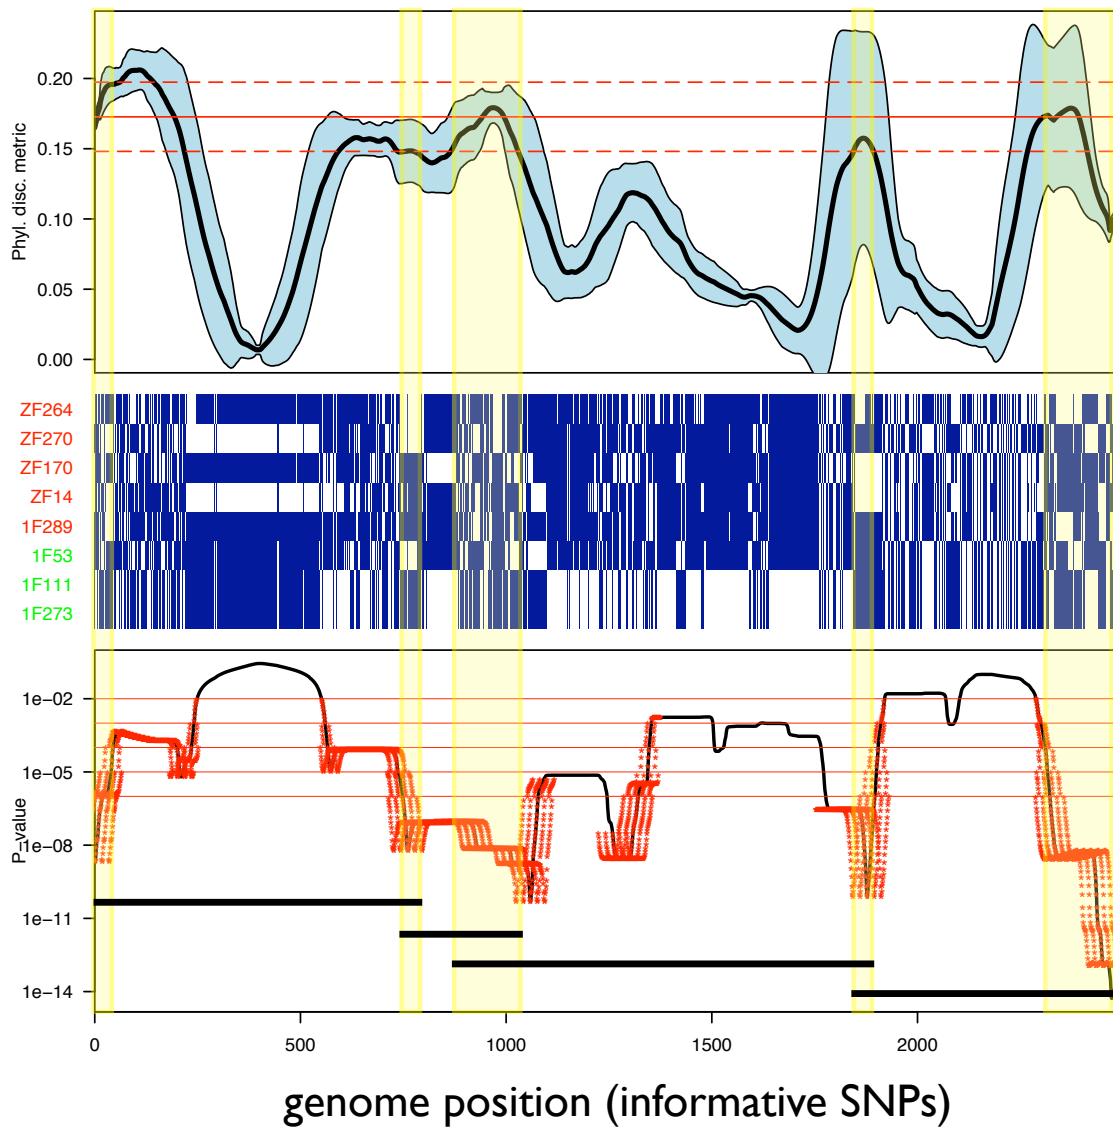 Phyl. disc. metric
0.20
0.15
0.10
0.05
0.00
ZF264
ZF270
ZF170
ZF14
1F289
1F53
1F111
1F273
P−value
1e−02
1e−05
1e−08
1e−11
1e−14
0
500
1000
1500
2000
genome position (informative SNPs)